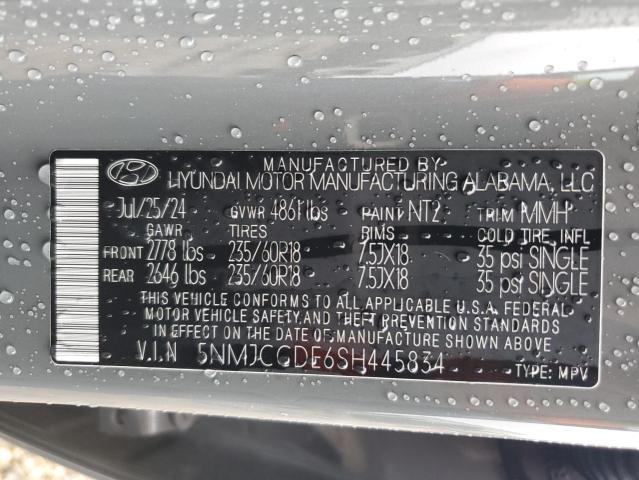 MANUFACTURED BY
HYUNDAI MOTOR MANUFACTURING ALABAMA, LLC
Jul/25/24 GVWR 4861 lbs PAINT NT2 TRIM MMH
GAWR TIRES RIMS COLD TIRE INFL
FRONT 2778 lbs 235/60R18 7.5JX18 35 psi SINGLE
REAR 2646 lbs 235/60R18 7.5JX18 35 psi SINGLE
THIS VEHICLE CONFORMS TO ALL APPLICABLE U.S.A. FEDERAL
MOTOR VEHICLE SAFETY,AND THEFT PREVENTION STANDARDS
IN EFFECT ON THE DATE OF MANUFACTURE SHOWN ABOVE
V.I.N 5NMJCCDE6SH445834
TYPE: MPV